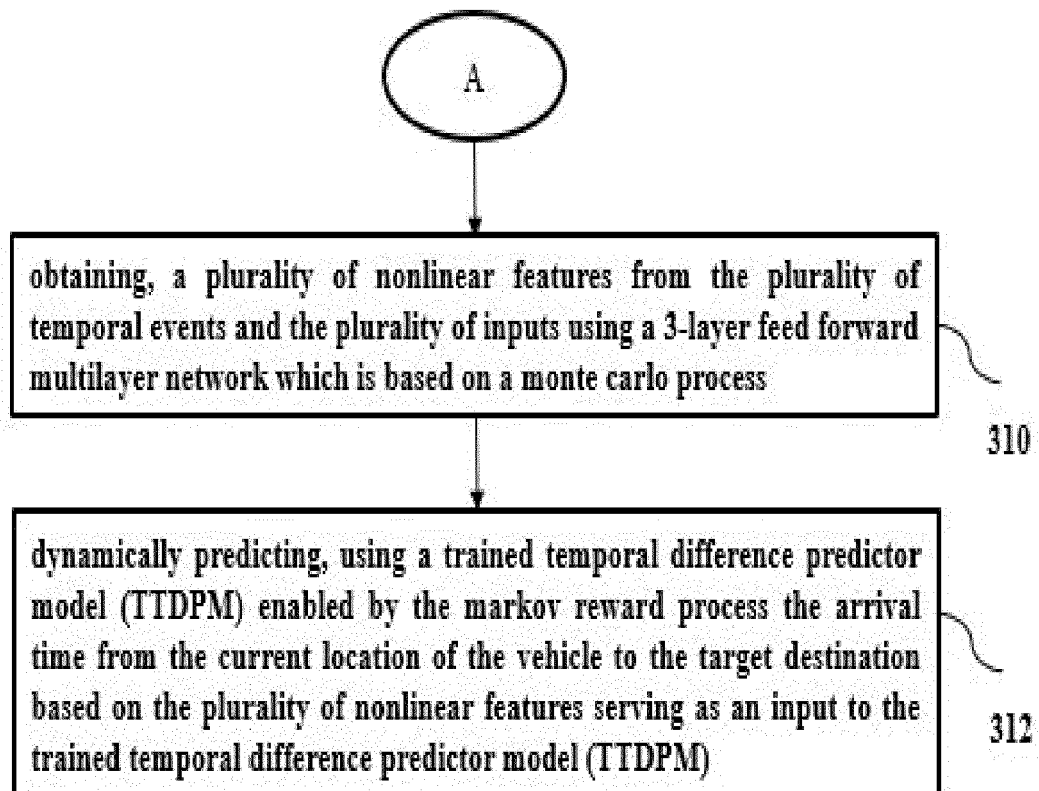 A
obtaining, a plurality of nonlinear features from the plurality of
temporal events and the plurality of inputs using a 3-layer feed forward
multilayer network which is based on a monte carlo process
310
dynamically predicting, using a trained temporal difference predictor
model (TTDPM) enabled by the markov reward process the arrival
time from the current location of the vehicle to the target destination
based on the plurality of nonlinear features serving as an input to the
trained temporal difference predictor model (TTDPM)
312